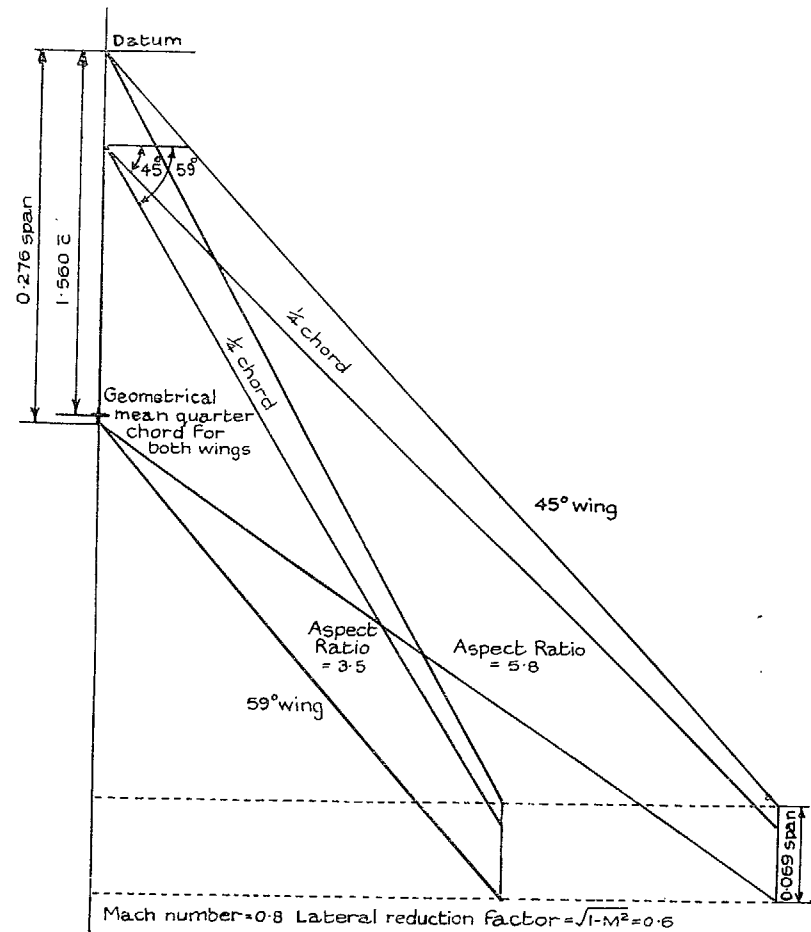 Datum
0·276 span
1·560 c̄
45°
59°
¼ chord
¼ chord
Geometrical
mean quarter
chord for
both wings
45° wing
Aspect
Ratio
= 3·5
Aspect Ratio
= 5·8
59° wing
0·069 span
Mach number=0·8 Lateral reduction factor=√1-M²=0·6